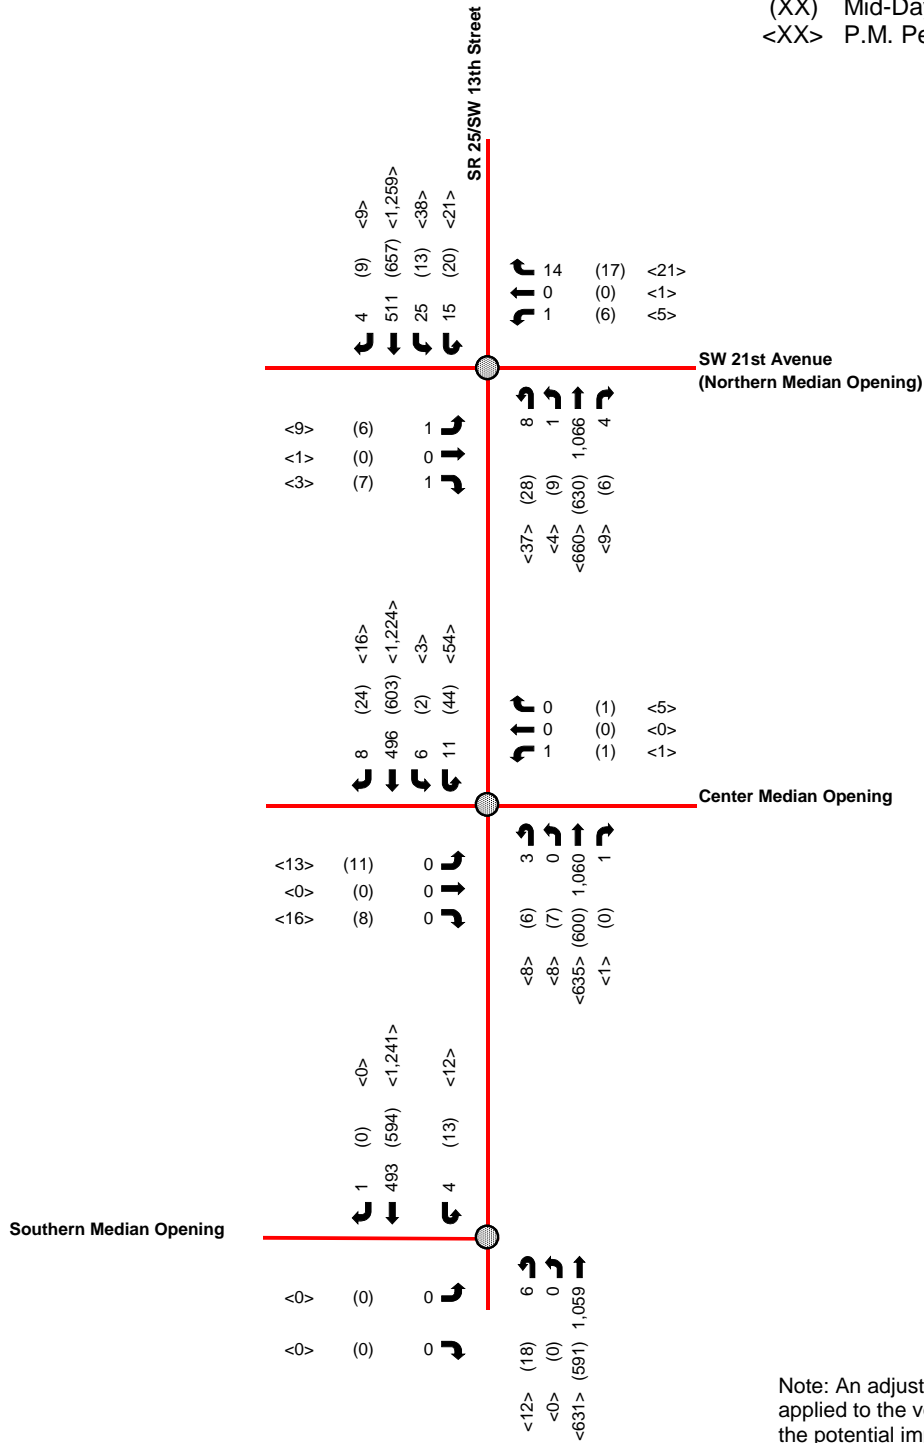 (XX) Mid-Da
<XX> P.M. Pe
SR 25/SW 13th Street
<9> <1,259> <38> <21>
(9) (657) (13) (20)
4 511 25 15
14 (17) <21>
0 (0) <1>
1 (6) <5>
SW 21st Avenue
(Northern Median Opening)
<9> (6) 1
<1> (0) 0
<3> (7) 1
8 1 1,066 4
(28) (9) (630) (6)
<37> <4> <660> <9>
<16> <1,224> <3> <54>
(24) (603) (2) (44)
8 496 6 11
0 (1) <5>
0 (0) <0>
1 (1) <1>
Center Median Opening
<13> (11) 0
<0> (0) 0
<16> (8) 0
3 0 1,060 1
(6) (7) (600) (0)
<8> <8> <635> <1>
<0> <1,241> <12>
(0) (594) (13)
1 493 4
Southern Median Opening
<0> (0) 0
<0> (0) 0
6 0 1,059
(18) (0) (591)
<12> <0> <631>
Note: An adjust
applied to the v
the potential im